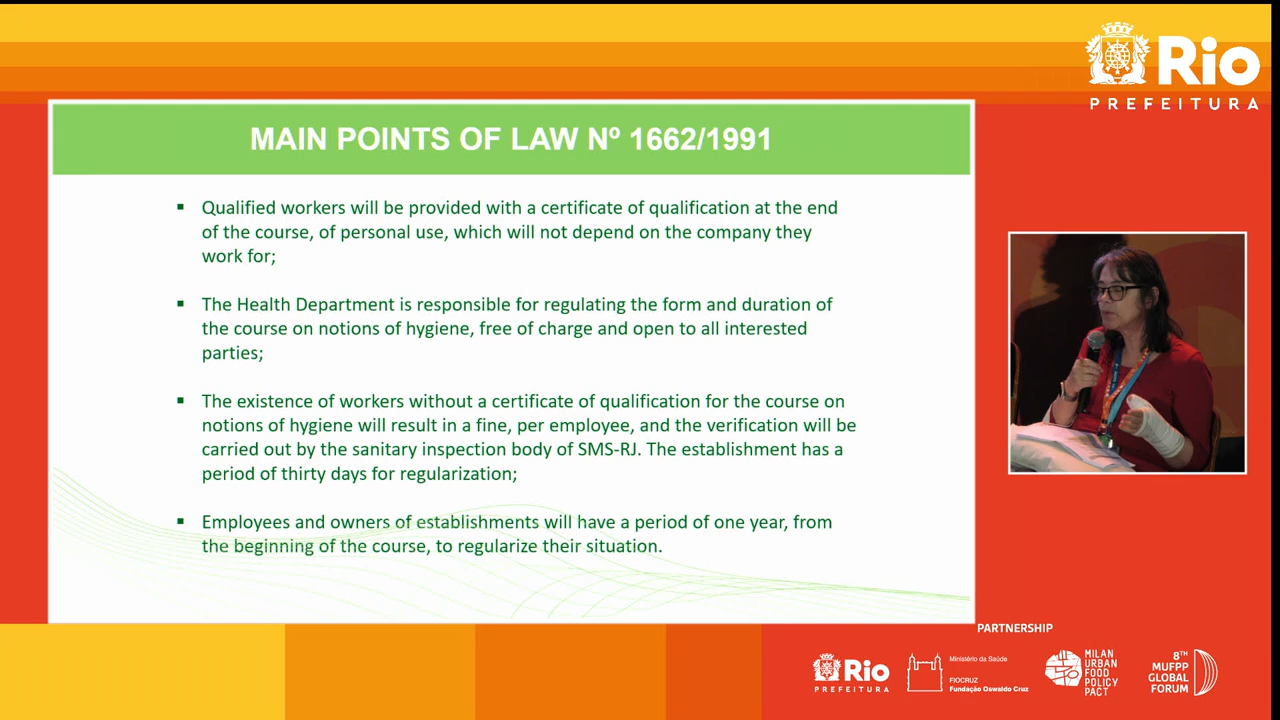 Rio
PREFEITURA
MAIN POINTS OF LAW Nº 1662/1991
▪ Qualified workers will be provided with a certificate of qualification at the end
of the course, of personal use, which will not depend on the company they
work for;
▪ The Health Department is responsible for regulating the form and duration of
the course on notions of hygiene, free of charge and open to all interested
parties;
▪ The existence of workers without a certificate of qualification for the course on
notions of hygiene will result in a fine, per employee, and the verification will be
carried out by the sanitary inspection body of SMS-RJ. The establishment has a
period of thirty days for regularization;
▪ Employees and owners of establishments will have a period of one year, from
the beginning of the course, to regularize their situation.
PARTNERSHIP
Rio
PREFEITURA
Ministério da Saúde
FIOCRUZ
Fundação Oswaldo Cruz
MILAN
URBAN
FOOD
POLICY
PACT
8TH
MUFPP
GLOBAL
FORUM